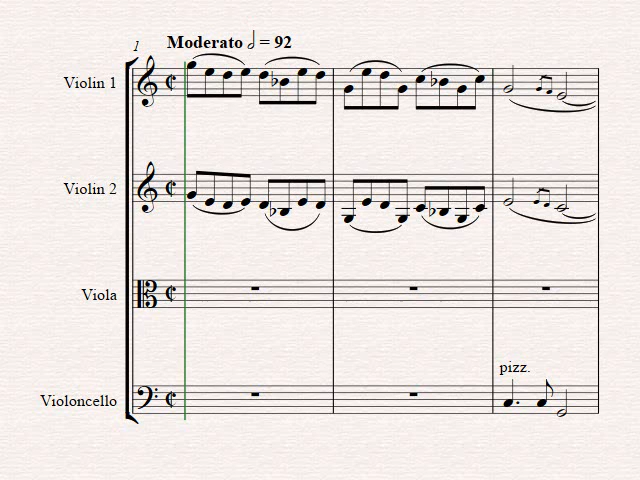 1
Moderato 𝅗𝅥 = 92
Violin 1
Violin 2
Viola
pizz.
Violoncello